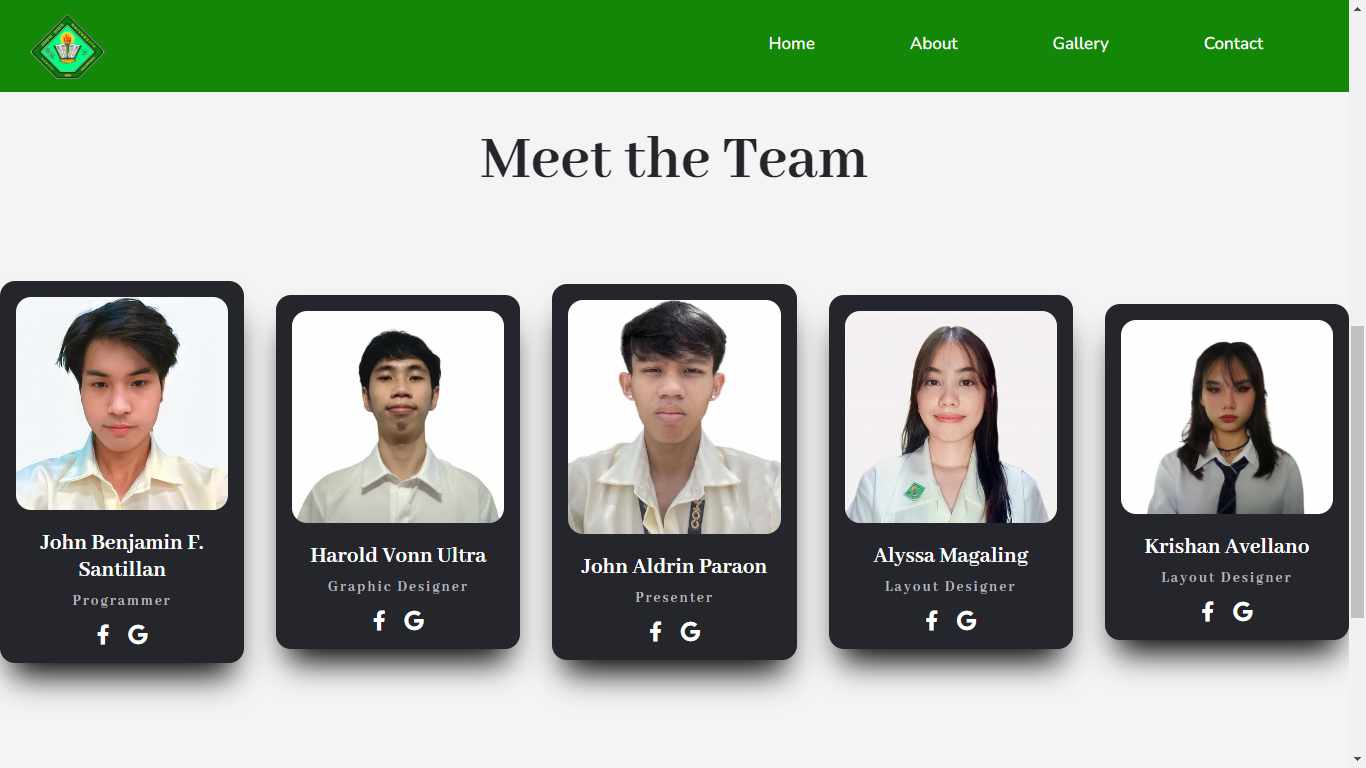 Home About Gallery Contact
Meet the Team
John Benjamin F.
Santillan
Programmer
Harold Vonn Ultra
Graphic Designer
John Aldrin Paraon
Presenter
Alyssa Magaling
Layout Designer
Krishan Avellano
Layout Designer